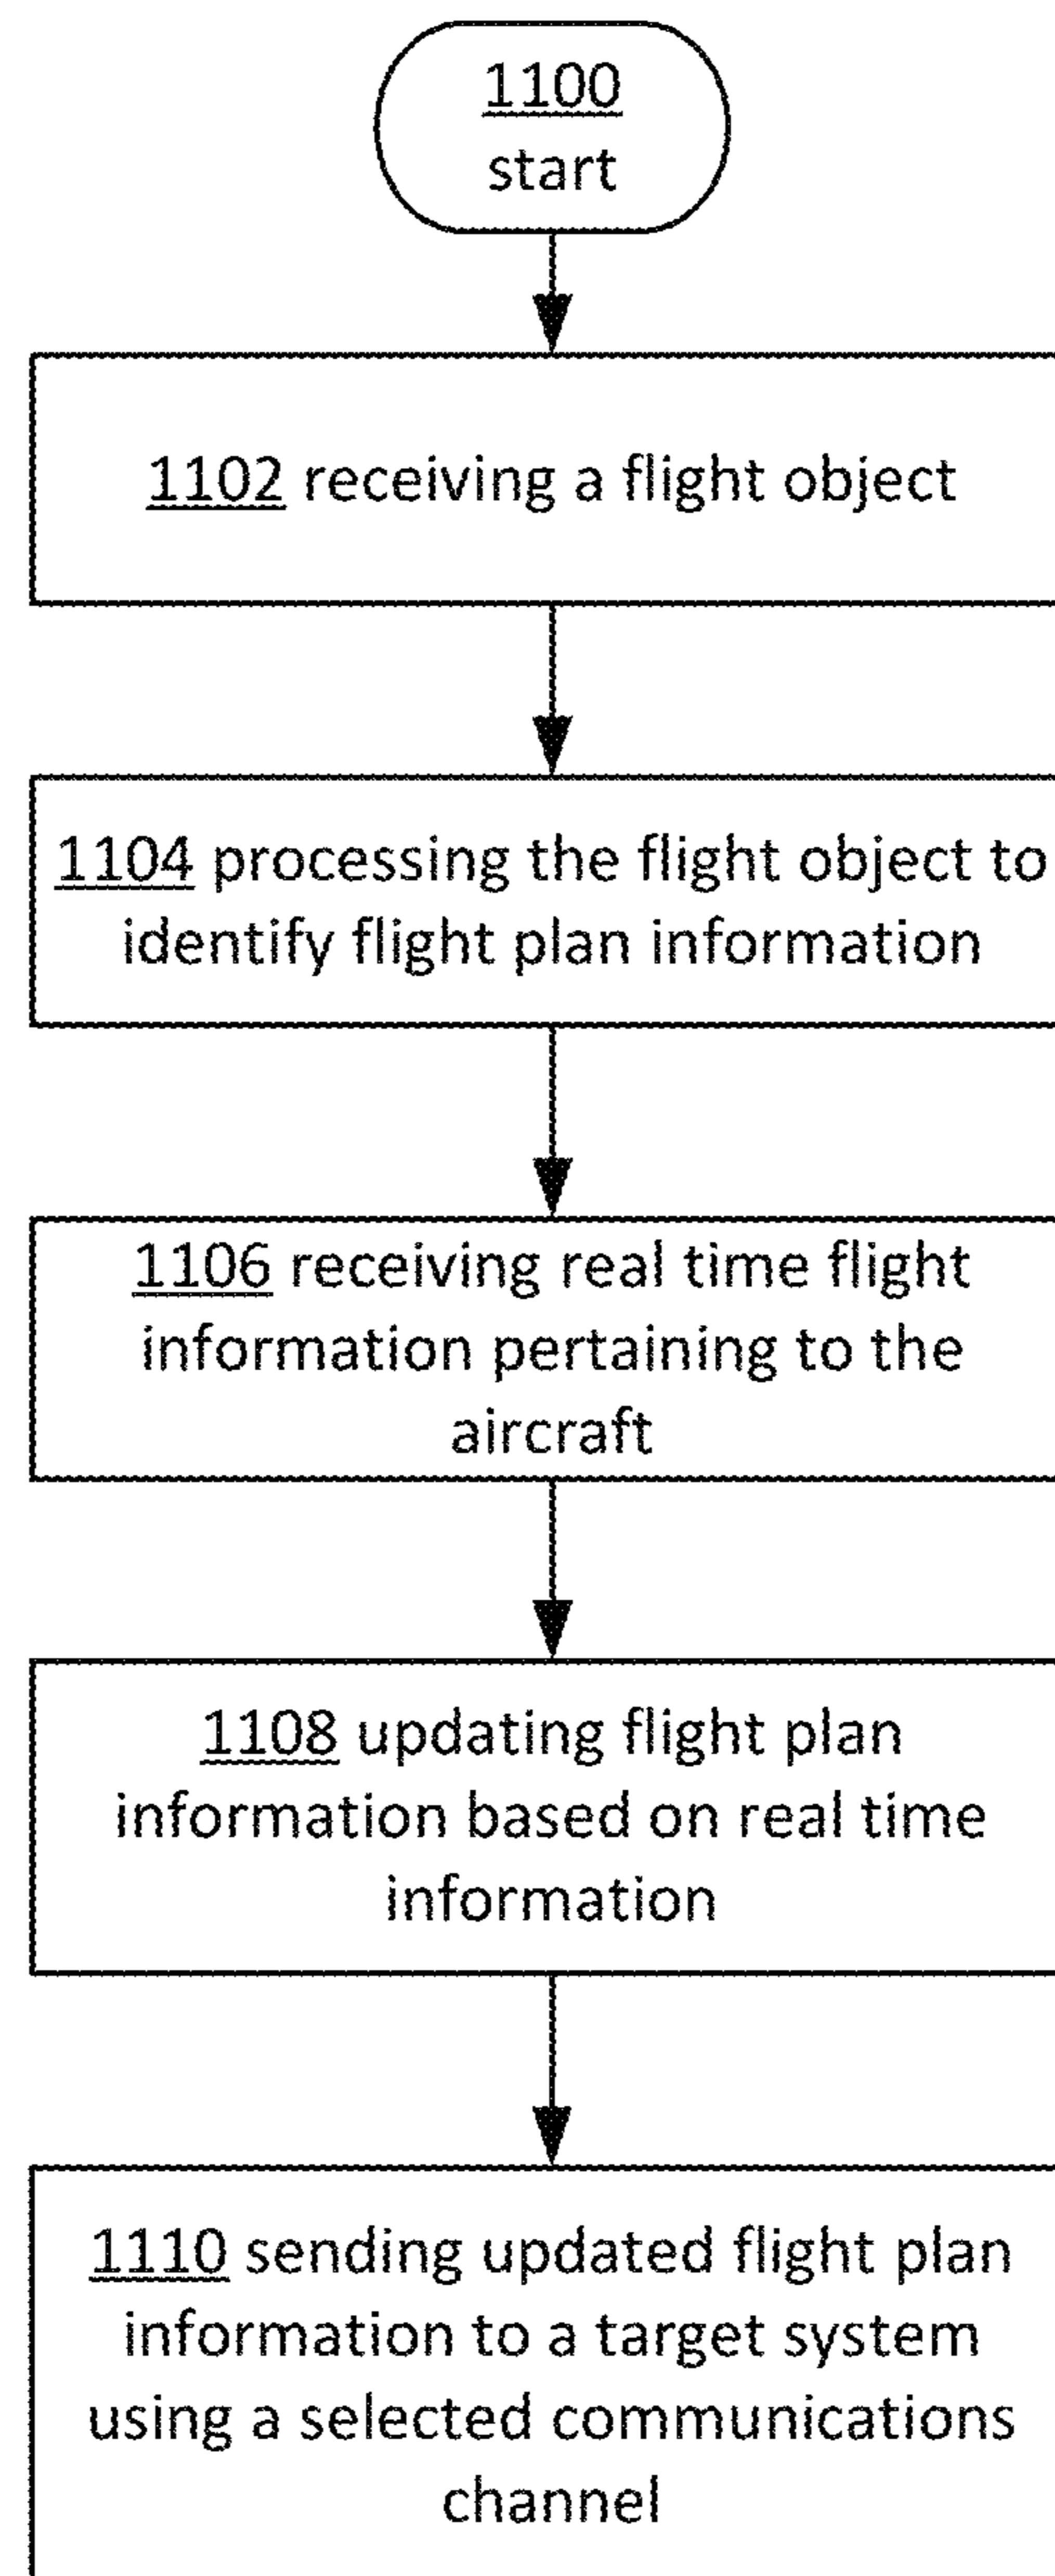 1100
start
1102 receiving a flight object
1104 processing the flight object to
identify flight plan information
1106 receiving real time flight
information pertaining to the
aircraft
1108 updating flight plan
information based on real time
information
1110 sending updated flight plan
information to a target system
using a selected communications
channel